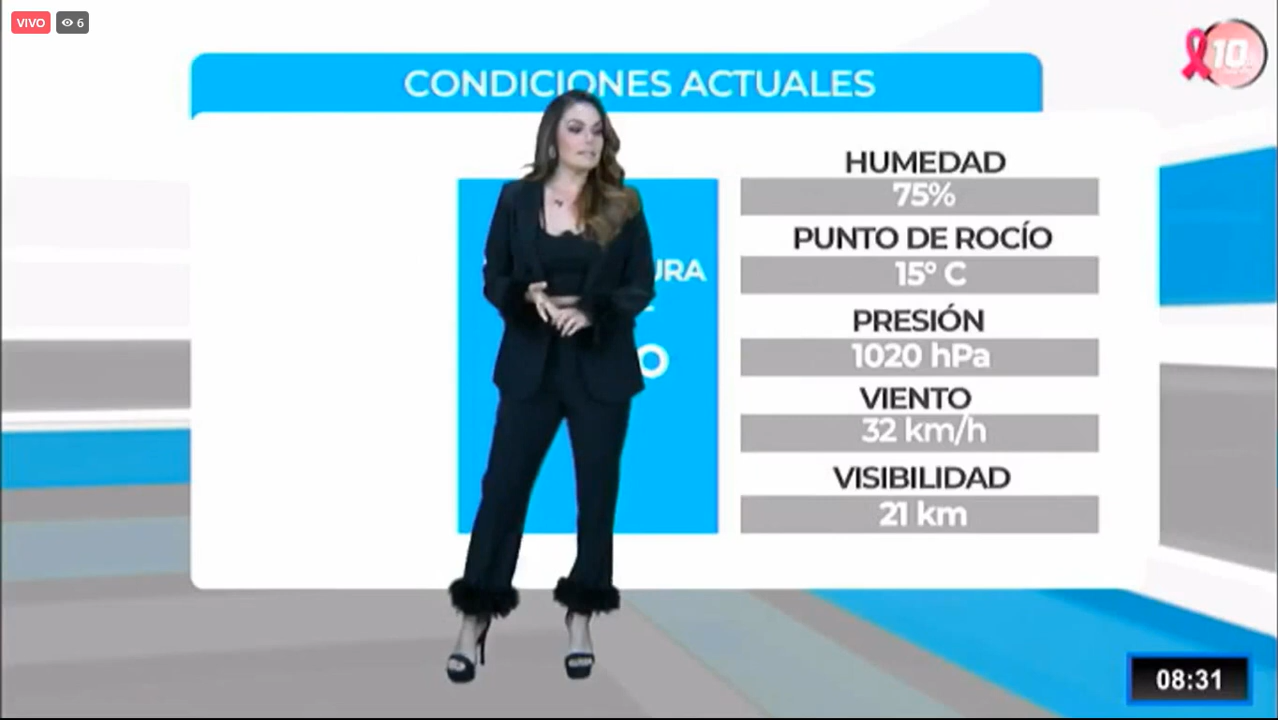 VIVO
6
10
CONDICIONES ACTUALES
HUMEDAD
75%
PUNTO DE ROCÍO
15° C
PRESIÓN
1020 hPa
VIENTO
32 km/h
VISIBILIDAD
21 km
08:31